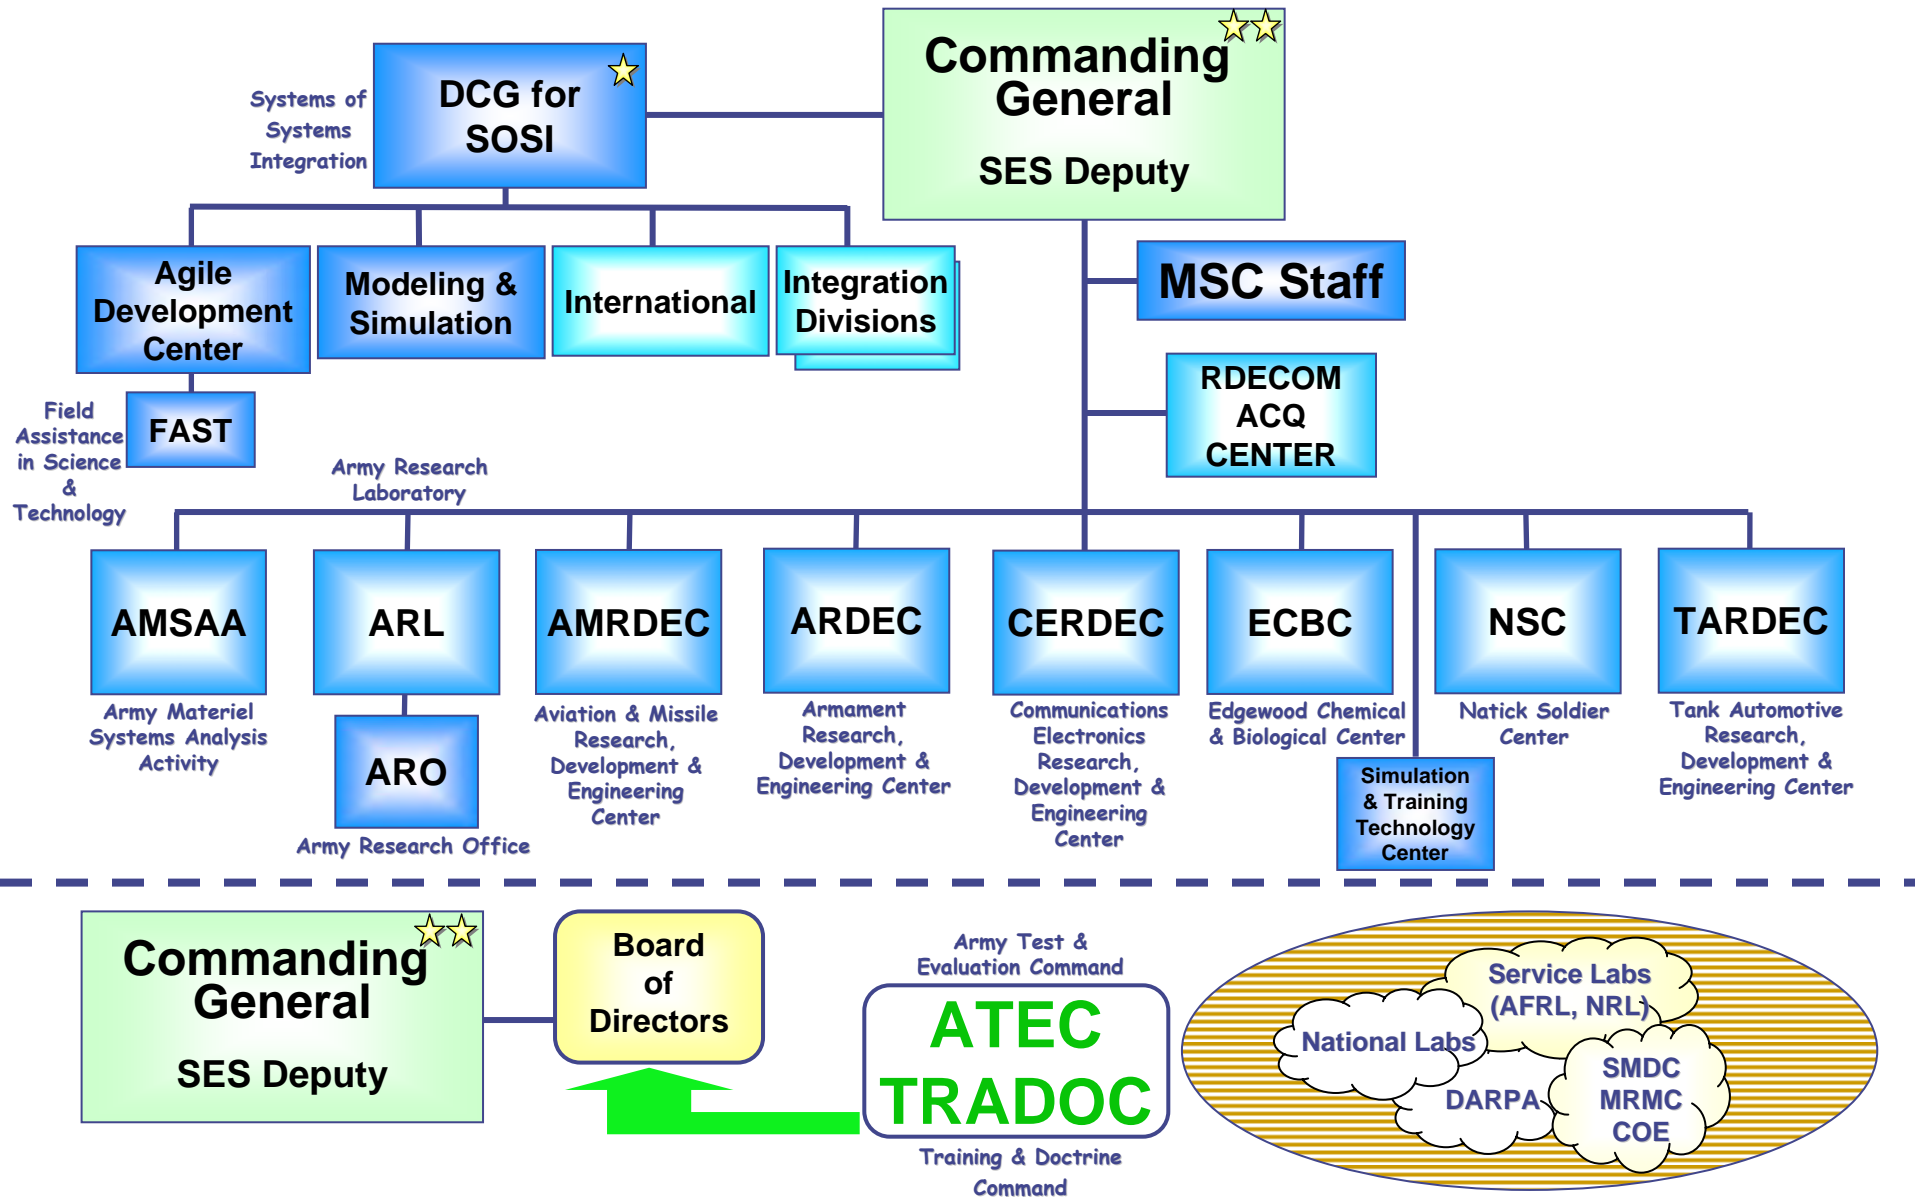 Commanding
General
SES Deputy
DCG for
SOSI
Systems of
Systems
Integration
Agile
Development
Center
Modeling &
Simulation
International
Integration
Divisions
MSC Staff
FAST
Field
Assistance
in Science
&
Technology
RDECOM
ACQ
CENTER
Army Research
Laboratory
AMSAA
ARL
AMRDEC
ARDEC
CERDEC
ECBC
NSC
TARDEC
Army Materiel
Systems Analysis
Activity
ARO
Army Research Office
Aviation & Missile
Research,
Development &
Engineering
Center
Armament
Research,
Development &
Engineering Center
Communications
Electronics
Research,
Development &
Engineering
Center
Edgewood Chemical
& Biological Center
Simulation
& Training
Technology
Center
Natick Soldier
Center
Tank Automotive
Research,
Development &
Engineering Center
Commanding
General
SES Deputy
Board
of
Directors
Army Test &
Evaluation Command
ATEC
TRADOC
Training & Doctrine
Command
Service Labs
(AFRL, NRL)
National Labs
DARPA
SMDC
MRMC
COE